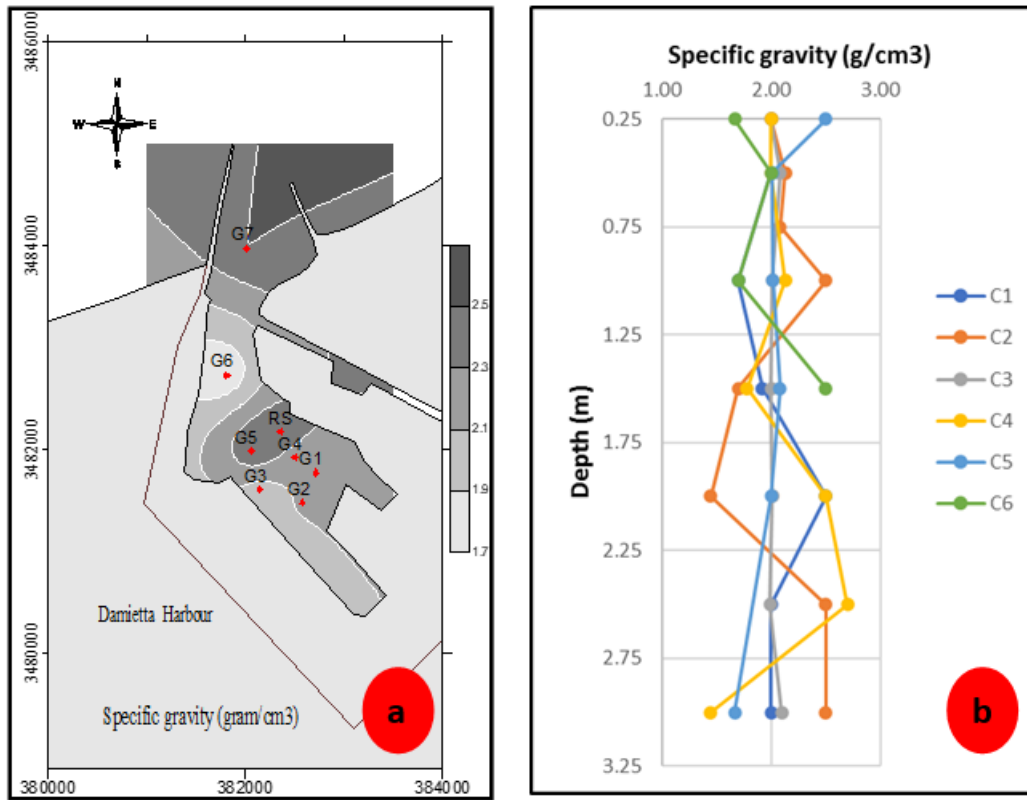 3486000
3484000
3482000
3480000
380000
382000
384000
N
W E
S
G7
G6
RS
G5
G4
G1
G3
G2
2.5
2.3
2.1
1.9
1.7
Damietta Harbour
Specific gravity (gram/cm3)
a
Specific gravity (g/cm3)
1.00 2.00 3.00
0.25
0.75
1.25
1.75
2.25
2.75
3.25
Depth (m)
C1
C2
C3
C4
C5
C6
b